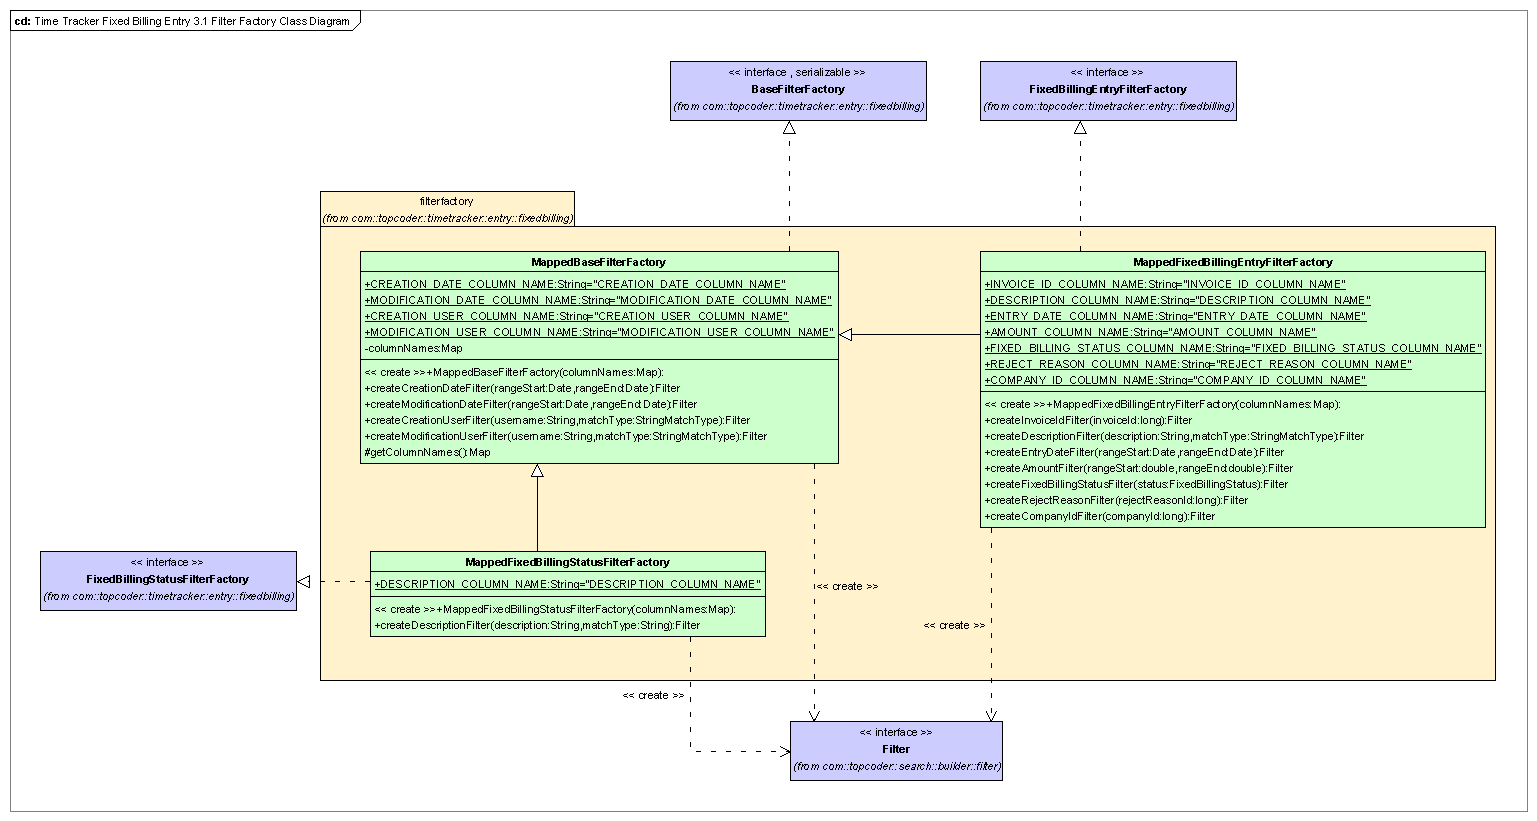 cd: Time Tracker Fixed Billing Entry 3.1 Filter Factory Class Diagram
<< interface , serializable >>
BaseFilterFactory
(from com::topcoder::timetracker::entry::fixedbilling)
<< interface >>
FixedBillingEntryFilterFactory
(from com::topcoder::timetracker::entry::fixedbilling)
filterfactory
(from com::topcoder::timetracker::entry::fixedbilling)
MappedBaseFilterFactory
+CREATION_DATE_COLUMN_NAME:String="CREATION_DATE_COLUMN_NAME"
+MODIFICATION_DATE_COLUMN_NAME:String="MODIFICATION_DATE_COLUMN_NAME"
+CREATION_USER_COLUMN_NAME:String="CREATION_USER_COLUMN_NAME"
+MODIFICATION_USER_COLUMN_NAME:String="MODIFICATION_USER_COLUMN_NAME"
-columnNames:Map
<< create >>+MappedBaseFilterFactory(columnNames:Map):
+createCreationDateFilter(rangeStart:Date,rangeEnd:Date):Filter
+createModificationDateFilter(rangeStart:Date,rangeEnd:Date):Filter
+createCreationUserFilter(username:String,matchType:StringMatchType):Filter
+createModificationUserFilter(username:String,matchType:StringMatchType):Filter
#getColumnNames():Map
MappedFixedBillingEntryFilterFactory
+INVOICE_ID_COLUMN_NAME:String="INVOICE_ID_COLUMN_NAME"
+DESCRIPTION_COLUMN_NAME:String="DESCRIPTION_COLUMN_NAME"
+ENTRY_DATE_COLUMN_NAME:String="ENTRY_DATE_COLUMN_NAME"
+AMOUNT_COLUMN_NAME:String="AMOUNT_COLUMN_NAME"
+FIXED_BILLING_STATUS_COLUMN_NAME:String="FIXED_BILLING_STATUS_COLUMN_NAME"
+REJECT_REASON_COLUMN_NAME:String="REJECT_REASON_COLUMN_NAME"
+COMPANY_ID_COLUMN_NAME:String="COMPANY_ID_COLUMN_NAME"
<< create >>+MappedFixedBillingEntryFilterFactory(columnNames:Map):
+createInvoiceIdFilter(invoiceId:long):Filter
+createDescriptionFilter(description:String,matchType:StringMatchType):Filter
+createEntryDateFilter(rangeStart:Date,rangeEnd:Date):Filter
+createAmountFilter(rangeStart:double,rangeEnd:double):Filter
+createFixedBillingStatusFilter(status:FixedBillingStatus):Filter
+createRejectReasonFilter(rejectReasonId:long):Filter
+createCompanyIdFilter(companyId:long):Filter
<< interface >>
FixedBillingStatusFilterFactory
(from com::topcoder::timetracker::entry::fixedbilling)
MappedFixedBillingStatusFilterFactory
+DESCRIPTION_COLUMN_NAME:String="DESCRIPTION_COLUMN_NAME"
<< create >>+MappedFixedBillingStatusFilterFactory(columnNames:Map):
+createDescriptionFilter(description:String,matchType:String):Filter
<< create >>
<< create >>
<< create >>
<< interface >>
Filter
(from com::topcoder::search::builder::filter)